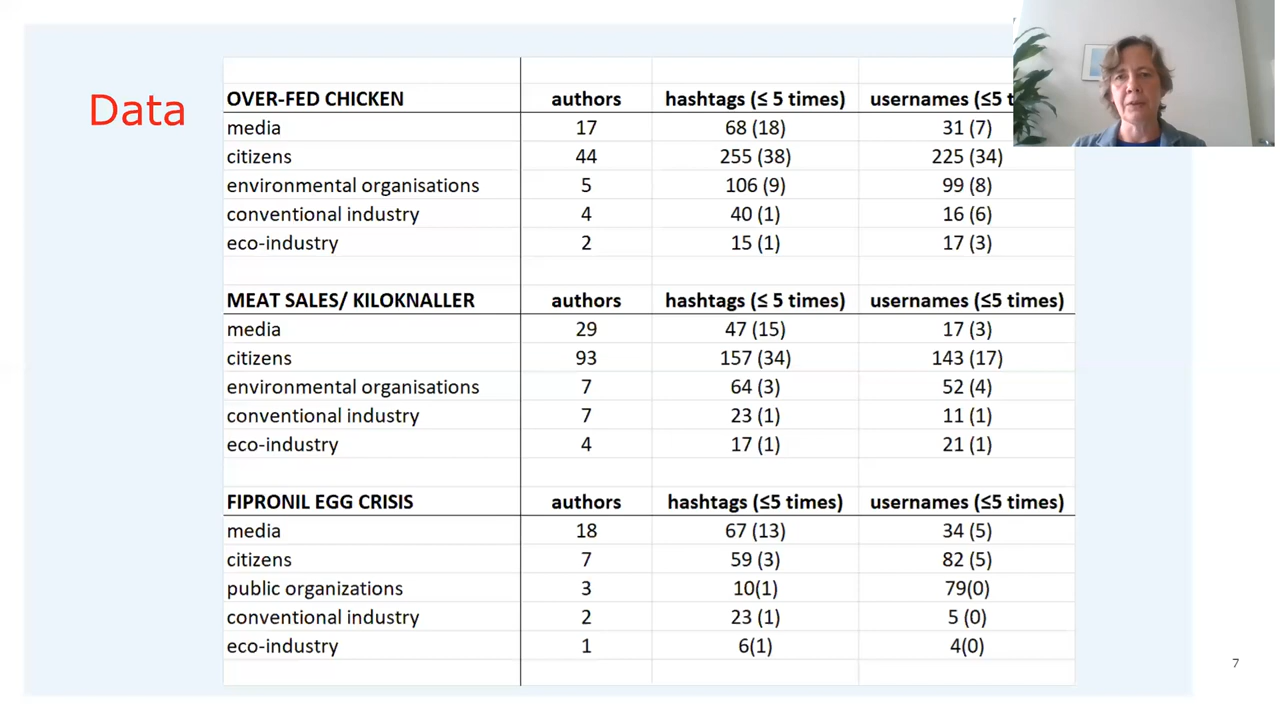 Data
OVER-FED CHICKEN authors hashtags (≤ 5 times) usernames (≤5
media 17 68 (18) 31 (7)
citizens 44 255 (38) 225 (34)
environmental organisations 5 106 (9) 99 (8)
conventional industry 4 40 (1) 16 (6)
eco-industry 2 15 (1) 17 (3)
MEAT SALES/ KILOKNALLER authors hashtags (≤ 5 times) usernames (≤5 times)
media 29 47 (15) 17 (3)
citizens 93 157 (34) 143 (17)
environmental organisations 7 64 (3) 52 (4)
conventional industry 7 23 (1) 11 (1)
eco-industry 4 17 (1) 21 (1)
FIPRONIL EGG CRISIS authors hashtags (≤5 times) usernames (≤5 times)
media 18 67 (13) 34 (5)
citizens 7 59 (3) 82 (5)
public organizations 3 10(1) 79(0)
conventional industry 2 23 (1) 5 (0)
eco-industry 1 6(1) 4(0)
7